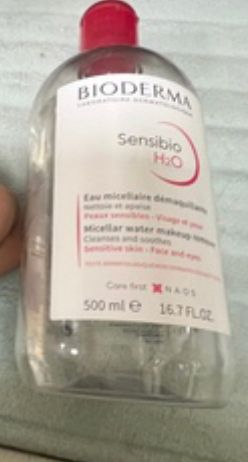 BIODERMA
LABORATOIRE DERMATOLOGIQUE
Sensibio
H2O
Eau micellaire démaquillante
Nettoie et apaise
Peaux sensibles - Visage et yeux
Micellar water makeup-remover
Cleanses and soothes
Sensitive skin - Face and eyes
Care first NAOS
500 ml e 16.7 FL.OZ.